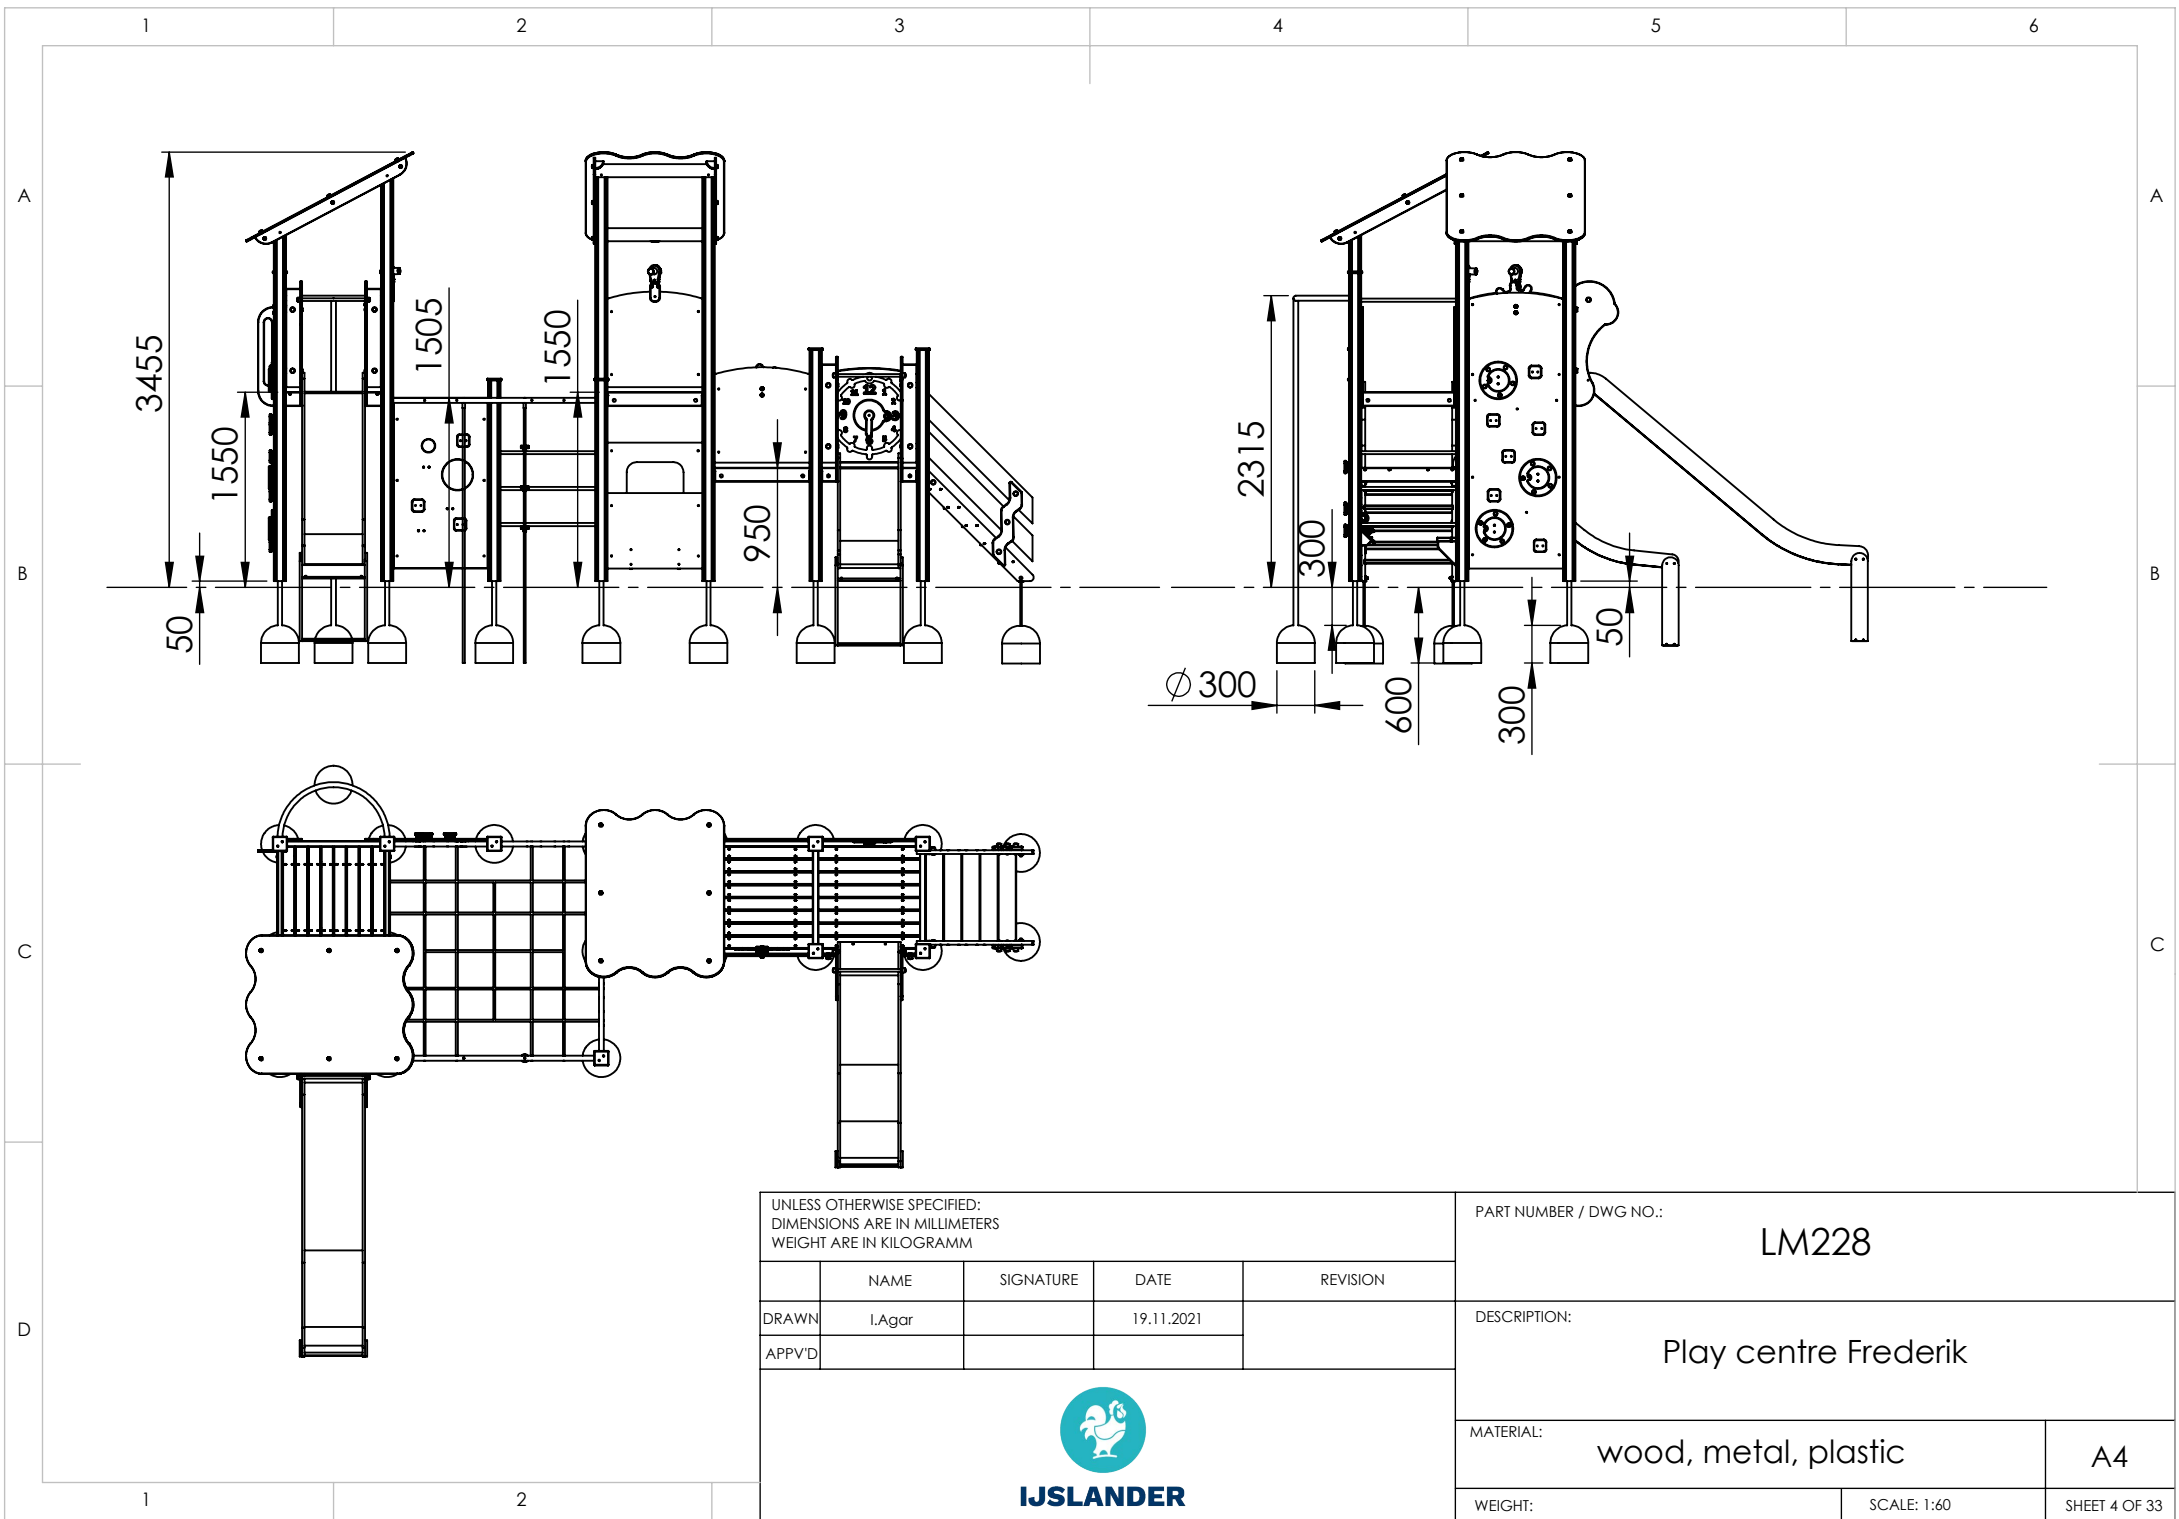 1 2 3 4 5 6
A A
B B
C C
D
1 2
3455
1550
50
1505
1550
950
2315
300
50
Ø 300
600
300
12
UNLESS OTHERWISE SPECIFIED:
DIMENSIONS ARE IN MILLIMETERS
WEIGHT ARE IN KILOGRAMM
NAME SIGNATURE DATE REVISION
DRAWN I.Agar 19.11.2021
APPV'D
IJSLANDER
PART NUMBER / DWG NO.:
LM228
DESCRIPTION:
Play centre Frederik
MATERIAL:
wood, metal, plastic
A4
WEIGHT:
SCALE: 1:60
SHEET 4 OF 33